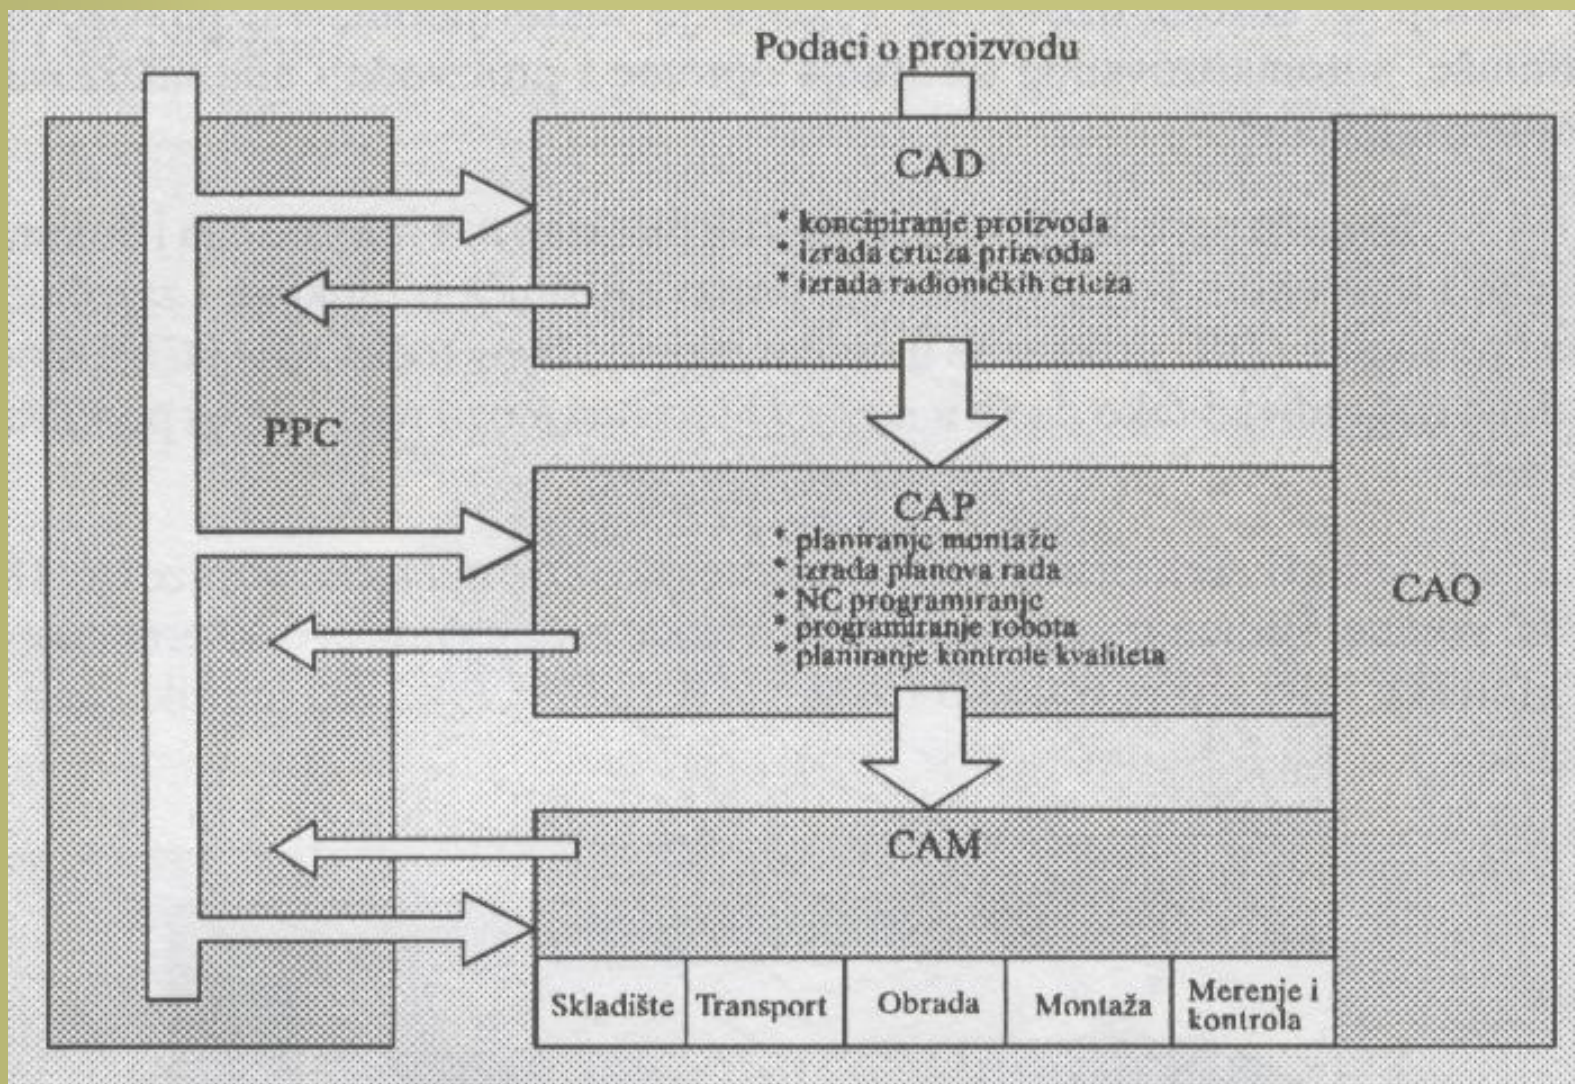 Podaci o proizvodu
CAD
* koncipiranje proizvoda
* izrada crteža prizvoda
* izrada radioničkih crteža
PPC
CAP
* planiranje montaže
* izrada planova rada
* NC programiranje
* programiranje robota
* planiranje kontrole kvaliteta
CAQ
CAM
Skladište
Transport
Obrada
Montaža
Merenje i
kontrola